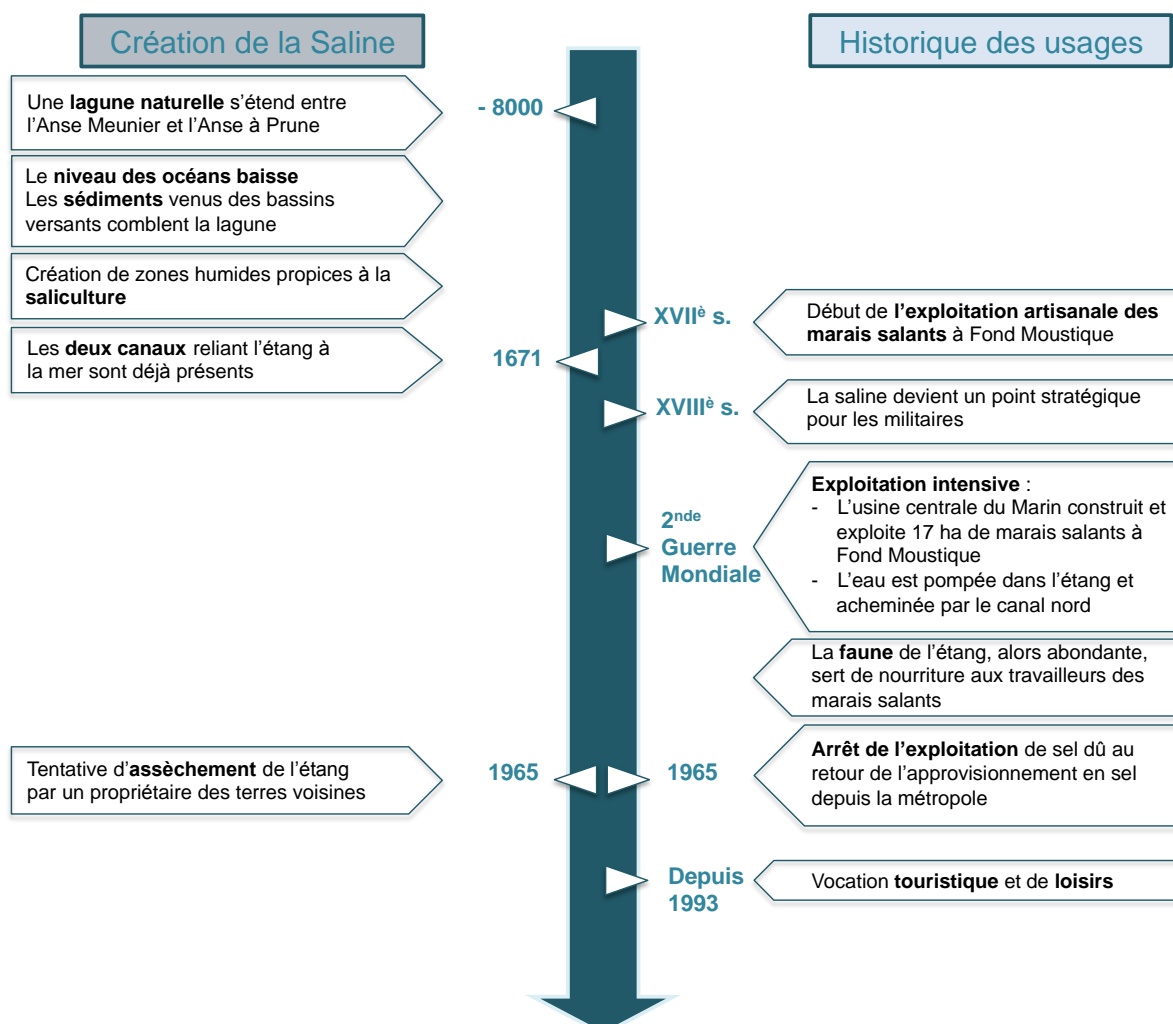 Création de la Saline
Historique des usages
Une lagune naturelle s’étend entre
l’Anse Meunier et l’Anse à Prune
- 8000
Le niveau des océans baisse
Les sédiments venus des bassins
versants comblent la lagune
Création de zones humides propices à la
saliculture
XVIIè s.
Début de l’exploitation artisanale des
marais salants à Fond Moustique
Les deux canaux reliant l’étang à
la mer sont déjà présents
1671
XVIIIè s.
La saline devient un point stratégique
pour les militaires
2nde
Guerre
Mondiale
Exploitation intensive :
- L’usine centrale du Marin construit et
exploite 17 ha de marais salants à
Fond Moustique
- L’eau est pompée dans l’étang et
acheminée par le canal nord
La faune de l’étang, alors abondante,
sert de nourriture aux travailleurs des
marais salants
Tentative d’assèchement de l’étang
par un propriétaire des terres voisines
1965
1965
Arrêt de l’exploitation de sel dû au
retour de l’approvisionnement en sel
depuis la métropole
Depuis
1993
Vocation touristique et de loisirs